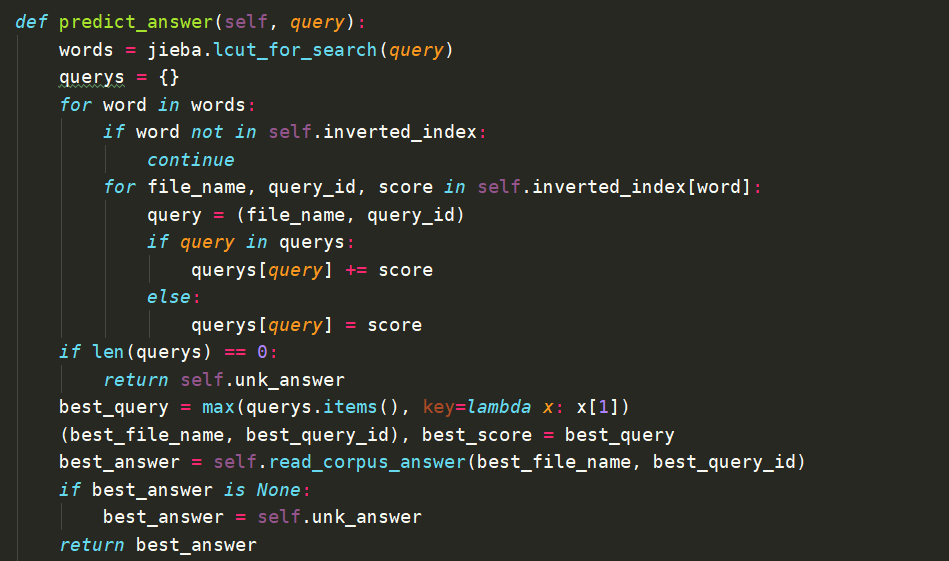 def predict_answer(self, query):
    words = jieba.lcut_for_search(query)
    querys = {}
    for word in words:
        if word not in self.inverted_index:
            continue
        for file_name, query_id, score in self.inverted_index[word]:
            query = (file_name, query_id)
            if query in querys:
                querys[query] += score
            else:
                querys[query] = score
    if len(querys) == 0:
        return self.unk_answer
    best_query = max(querys.items(), key=lambda x: x[1])
    (best_file_name, best_query_id), best_score = best_query
    best_answer = self.read_corpus_answer(best_file_name, best_query_id)
    if best_answer is None:
        best_answer = self.unk_answer
    return best_answer